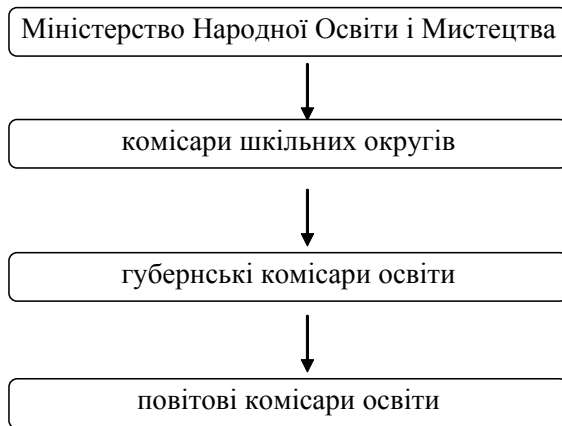 Міністерство Народної Освіти і Мистецтва
комісари шкільних округів
губернські комісари освіти
повітові комісари освіти